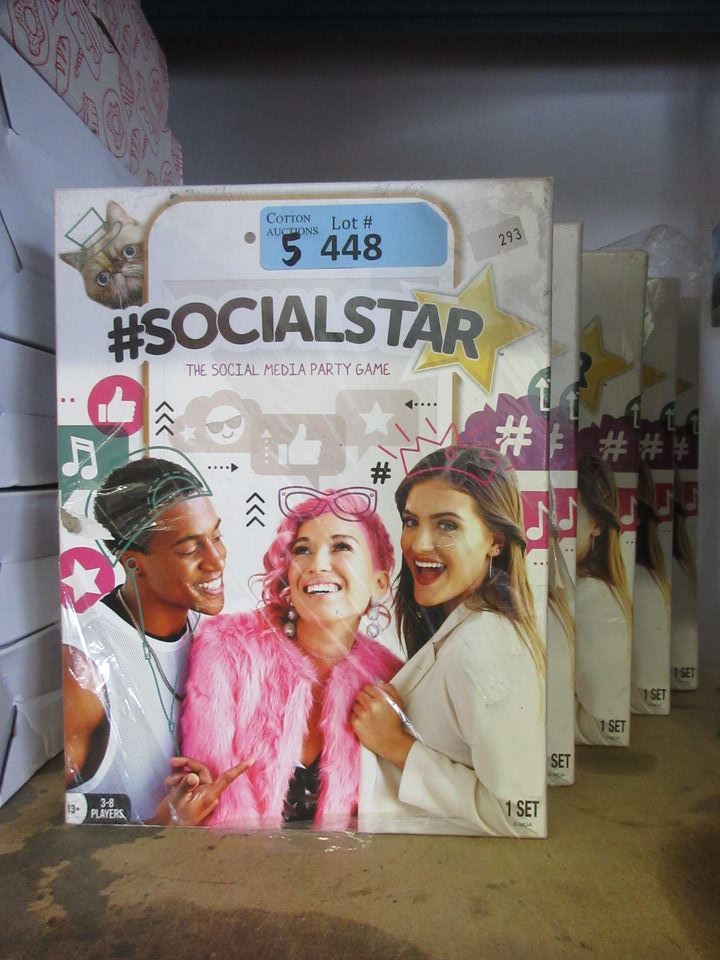 COTTON
AUCTIONS
Lot #
5 448
293
#SOCIALSTAR
THE SOCIAL MEDIA PARTY GAME
#
#
#
#
#
#
13+
3-8
PLAYERS
1 SET
©MGA
SET
1 SET
1 SET
1 SET